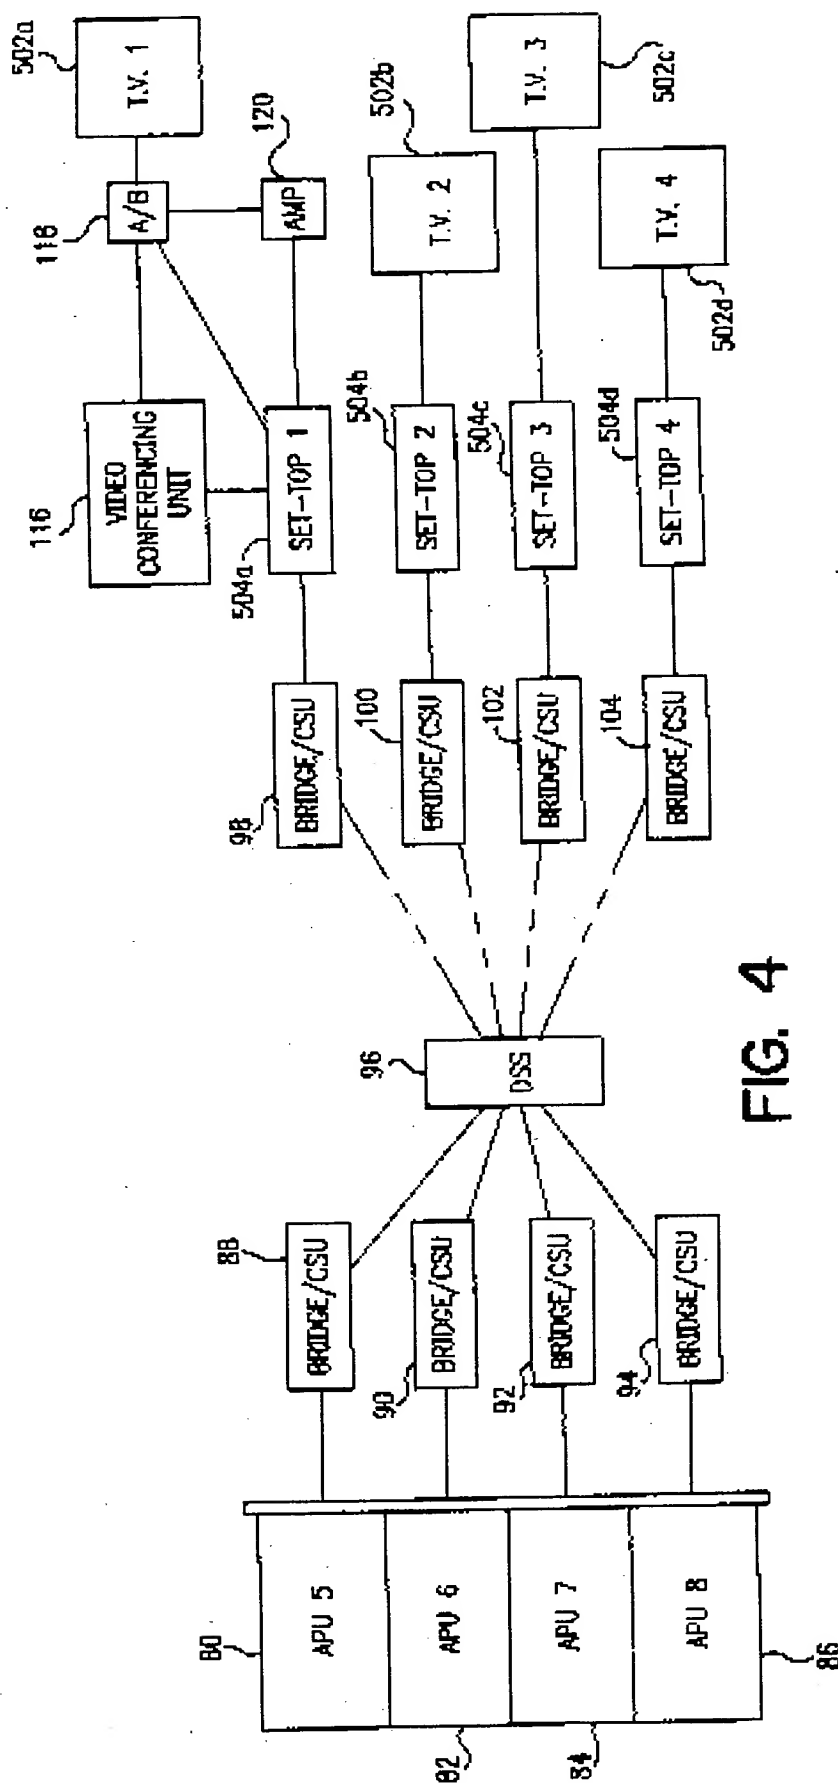 502a
T.V. 1
118
A/B
120
AMP
116
VIDEO
CONFERENCING
UNIT
504a
SET-TOP 1
98
BRIDGE/CSU
502b
T.V. 2
504b
SET-TOP 2
100
BRIDGE/CSU
T.V. 3
502c
504c
SET-TOP 3
102
BRIDGE/CSU
T.V. 4
502d
504d
SET-TOP 4
104
BRIDGE/CSU
96
DSS
88
BRIDGE/CSU
90
BRIDGE/CSU
92
BRIDGE/CSU
94
BRIDGE/CSU
80
APU 5
APU 6
82
APU 7
84
APU 8
86
FIG. 4